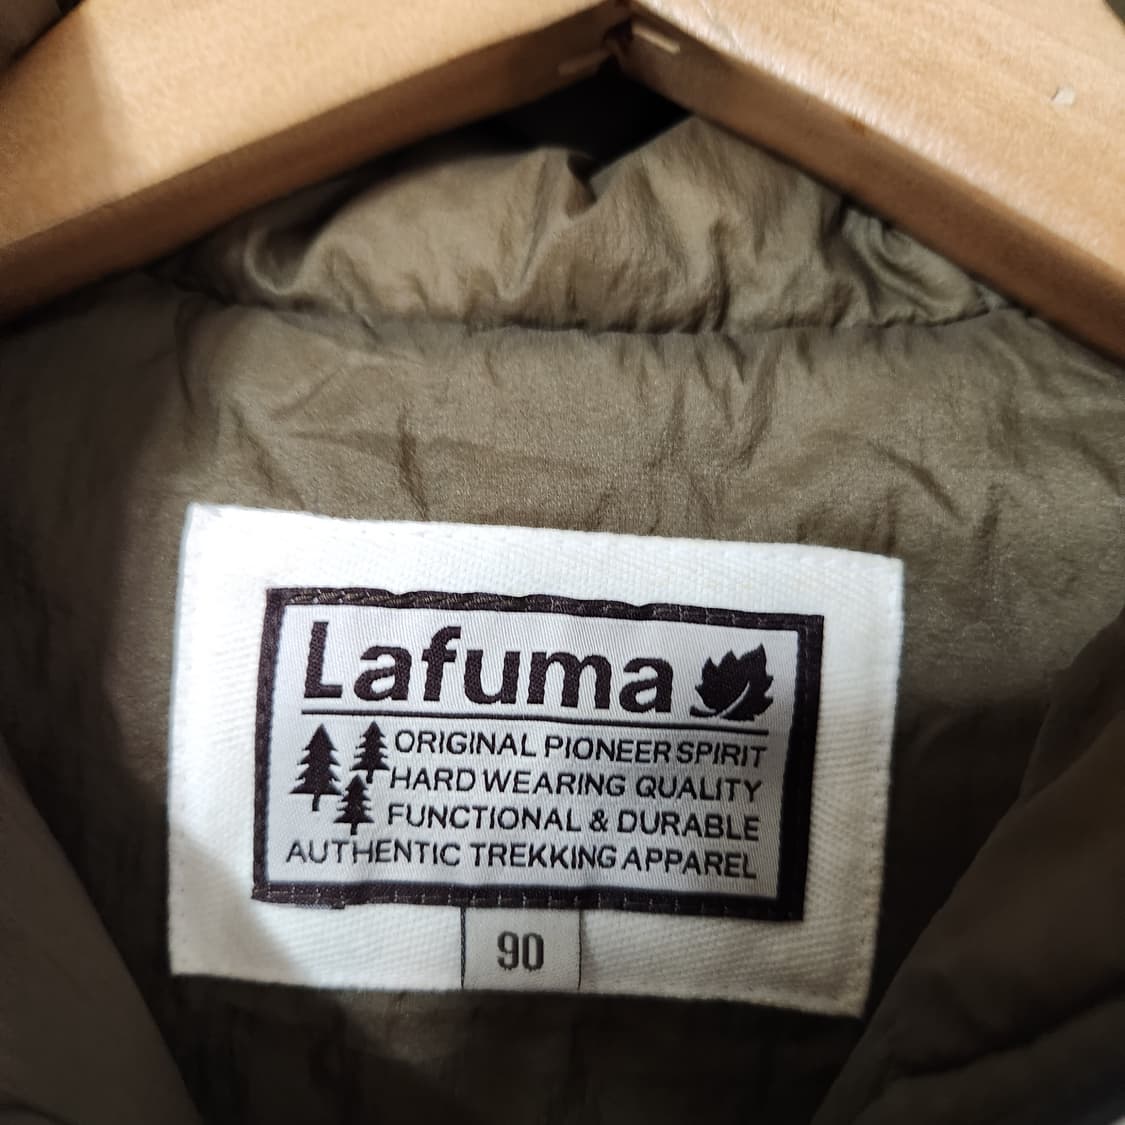 Lafuma
ORIGINAL PIONEER SPIRIT
HARD WEARING QUALITY
FUNCTIONAL & DURABLE
AUTHENTIC TREKKING APPAREL
90